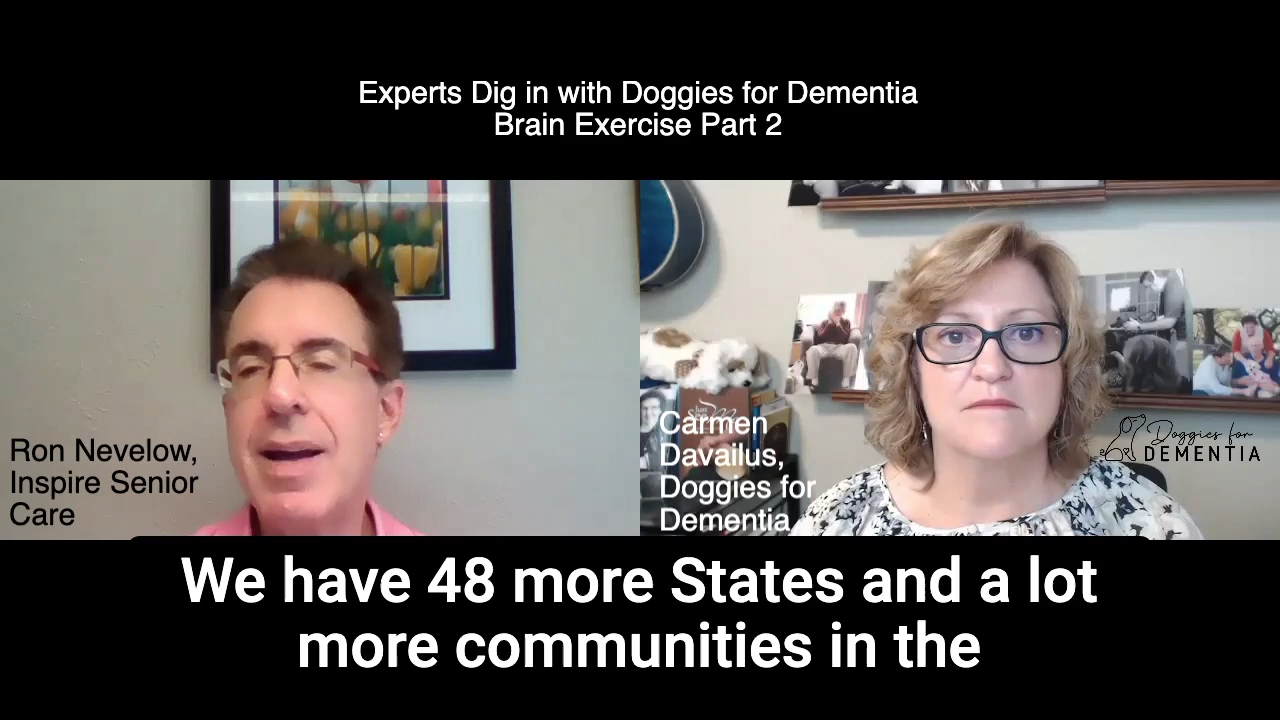 Experts Dig in with Doggies for Dementia
Brain Exercise Part 2
Ron Nevelow,
Inspire Senior
Care
Carmen
Davailus,
Doggies for
Dementia
Doggies for
DEMENTIA
We have 48 more States and a lot
more communities in the